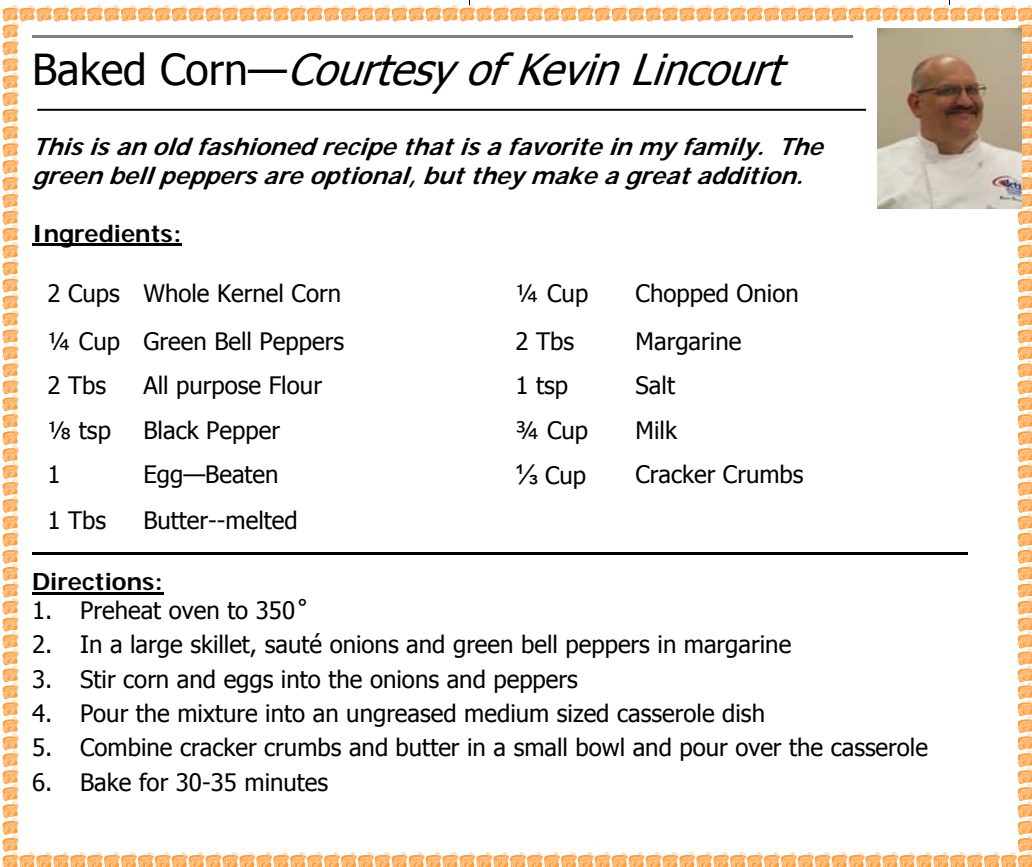 Baked Corn—Courtesy of Kevin Lincourt
This is an old fashioned recipe that is a favorite in my family. The
green bell peppers are optional, but they make a great addition.
Ingredients:
2 Cups Whole Kernel Corn ¼ Cup Chopped Onion
¼ Cup Green Bell Peppers 2 Tbs Margarine
2 Tbs All purpose Flour 1 tsp Salt
⅛ tsp Black Pepper ¾ Cup Milk
1 Egg—Beaten ⅓ Cup Cracker Crumbs
1 Tbs Butter--melted
Directions:
1. Preheat oven to 350°
2. In a large skillet, sauté onions and green bell peppers in margarine
3. Stir corn and eggs into the onions and peppers
4. Pour the mixture into an ungreased medium sized casserole dish
5. Combine cracker crumbs and butter in a small bowl and pour over the casserole
6. Bake for 30-35 minutes